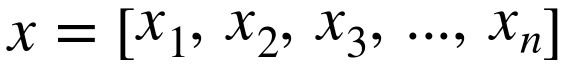 x = [x₁, x₂, x₃, ..., xₙ]